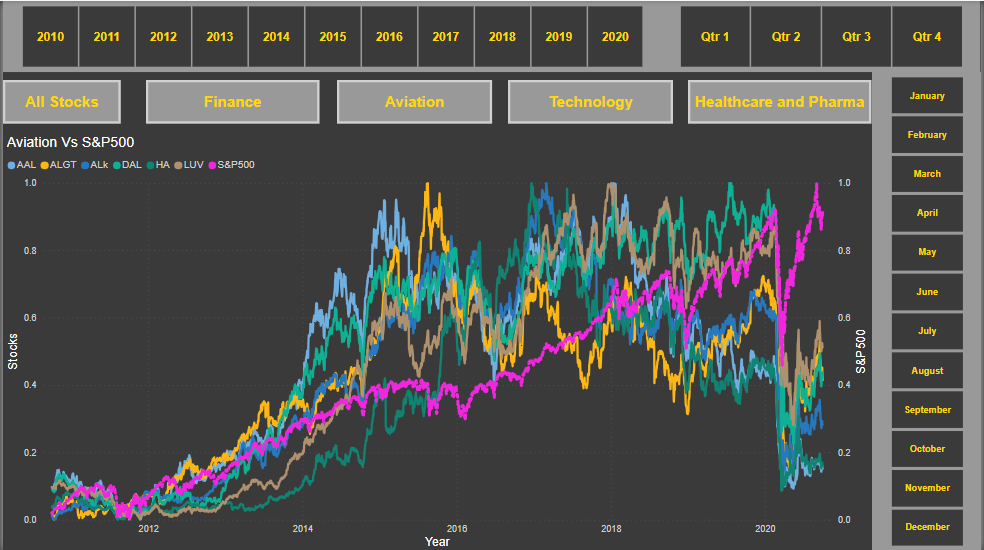 2010 2011 2012 2013 2014 2015 2016 2017 2018 2019 2020 Qtr 1 Qtr 2 Qtr 3 Qtr 4
All Stocks Finance Aviation Technology Healthcare and Pharma
Aviation Vs S&P500
AAL ALGT ALk DAL HA LUV S&P500
1.0 1.0
0.8 0.8
0.6 0.6
0.4 0.4
0.2 0.2
0.0 0.0
Stocks
S&P500
2012 2014 2016 2018 2020
Year
January
February
March
April
May
June
July
August
September
October
November
December